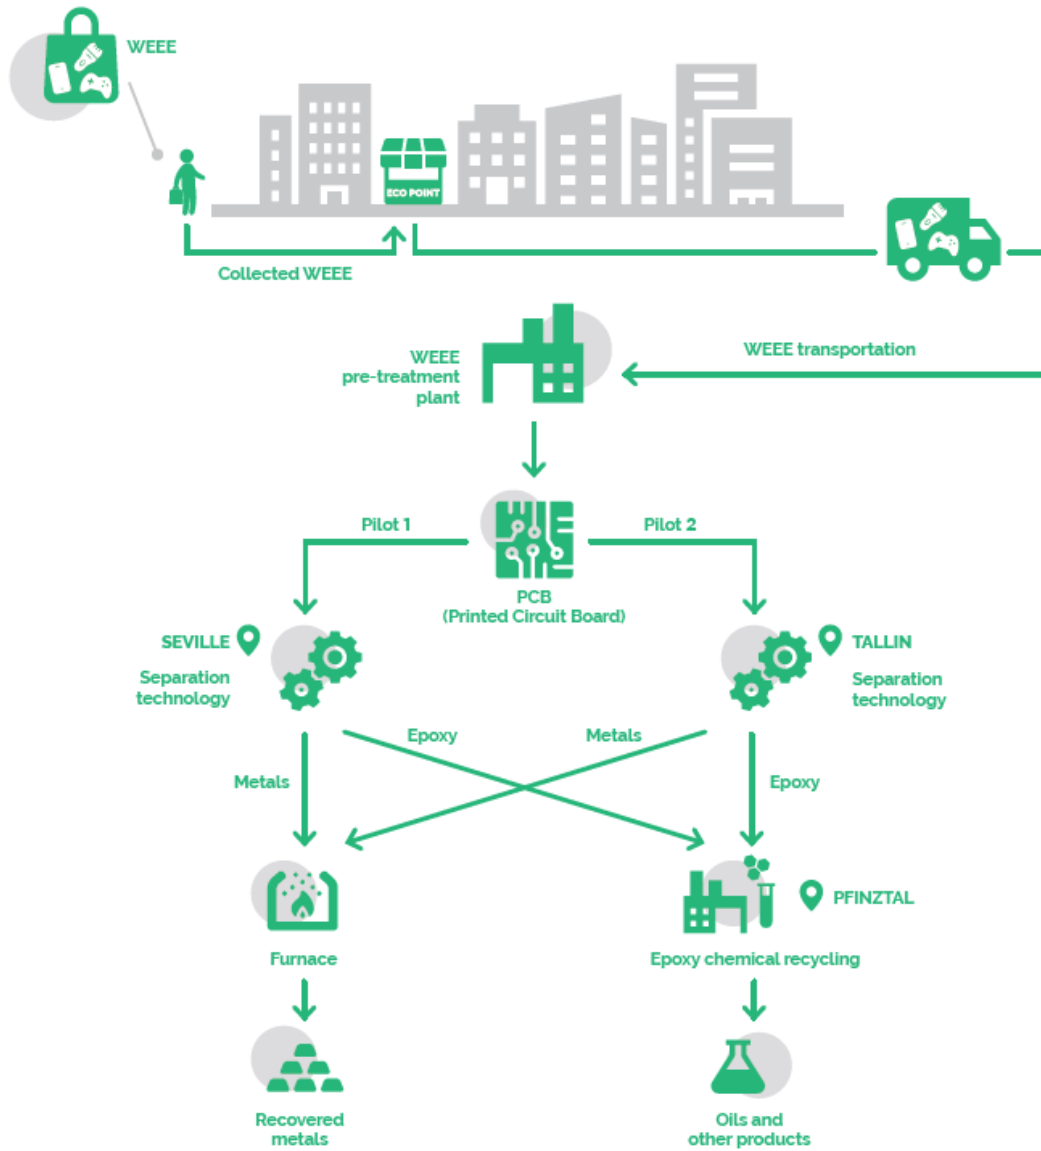 WEEE
ECO POINT
Collected WEEE
WEEE transportation
WEEE
pre-treatment
plant
Pilot 1
Pilot 2
PCB
(Printed Circuit Board)
SEVILLE
Separation
technology
TALLIN
Separation
technology
Epoxy
Metals
Metals
Epoxy
PFINZTAL
Furnace
Epoxy chemical recycling
Recovered
metals
Oils and
other products